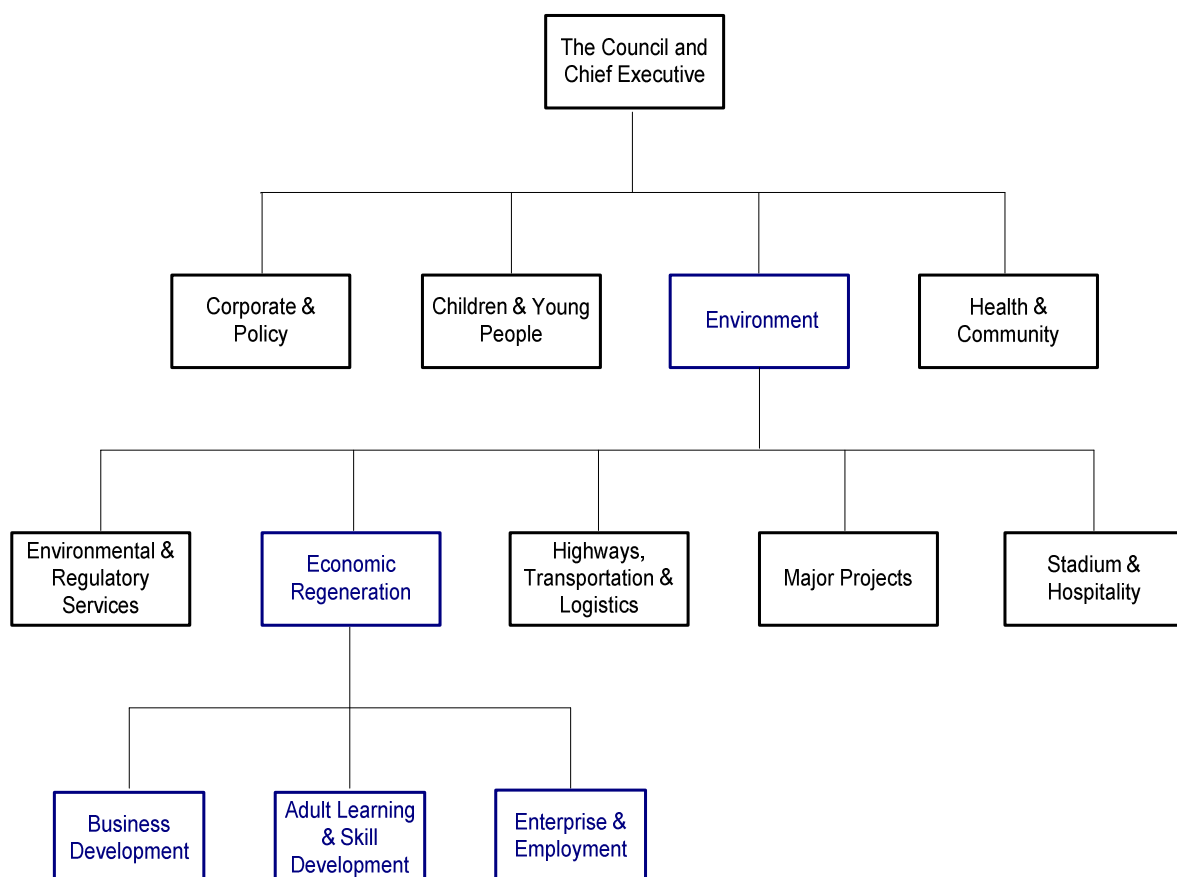 The Council and
Chief Executive
Corporate &
Policy
Children & Young
People
Environment
Health &
Community
Environmental &
Regulatory
Services
Economic
Regeneration
Highways,
Transportation &
Logistics
Major Projects
Stadium &
Hospitality
Business
Development
Adult Learning
& Skill
Development
Enterprise &
Employment